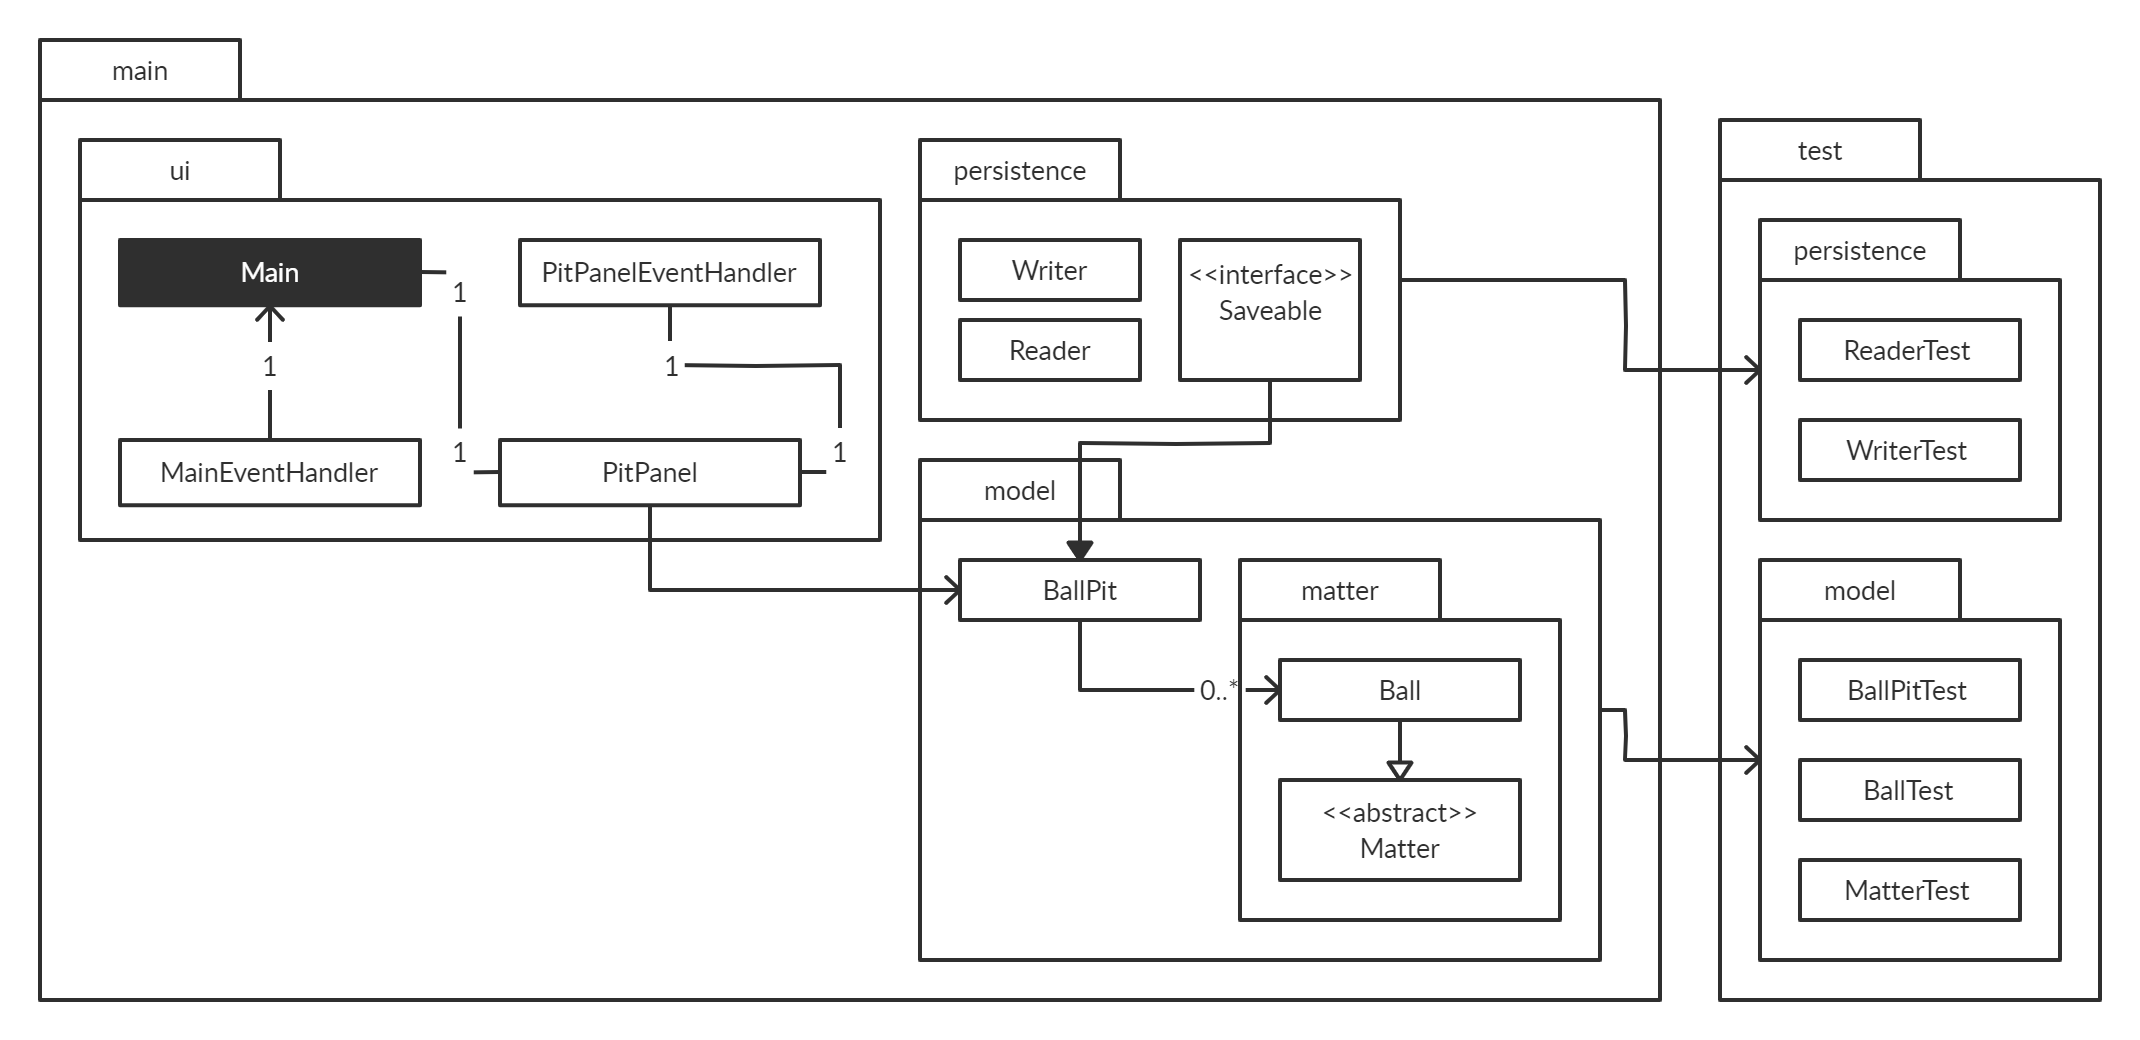 main
ui
Main
1
PitPanelEventHandler
1
1
MainEventHandler
1
PitPanel
1
persistence
Writer
Reader
<<interface>>
Saveable
model
BallPit
0..*
matter
Ball
<<abstract>>
Matter
test
persistence
ReaderTest
WriterTest
model
BallPitTest
BallTest
MatterTest